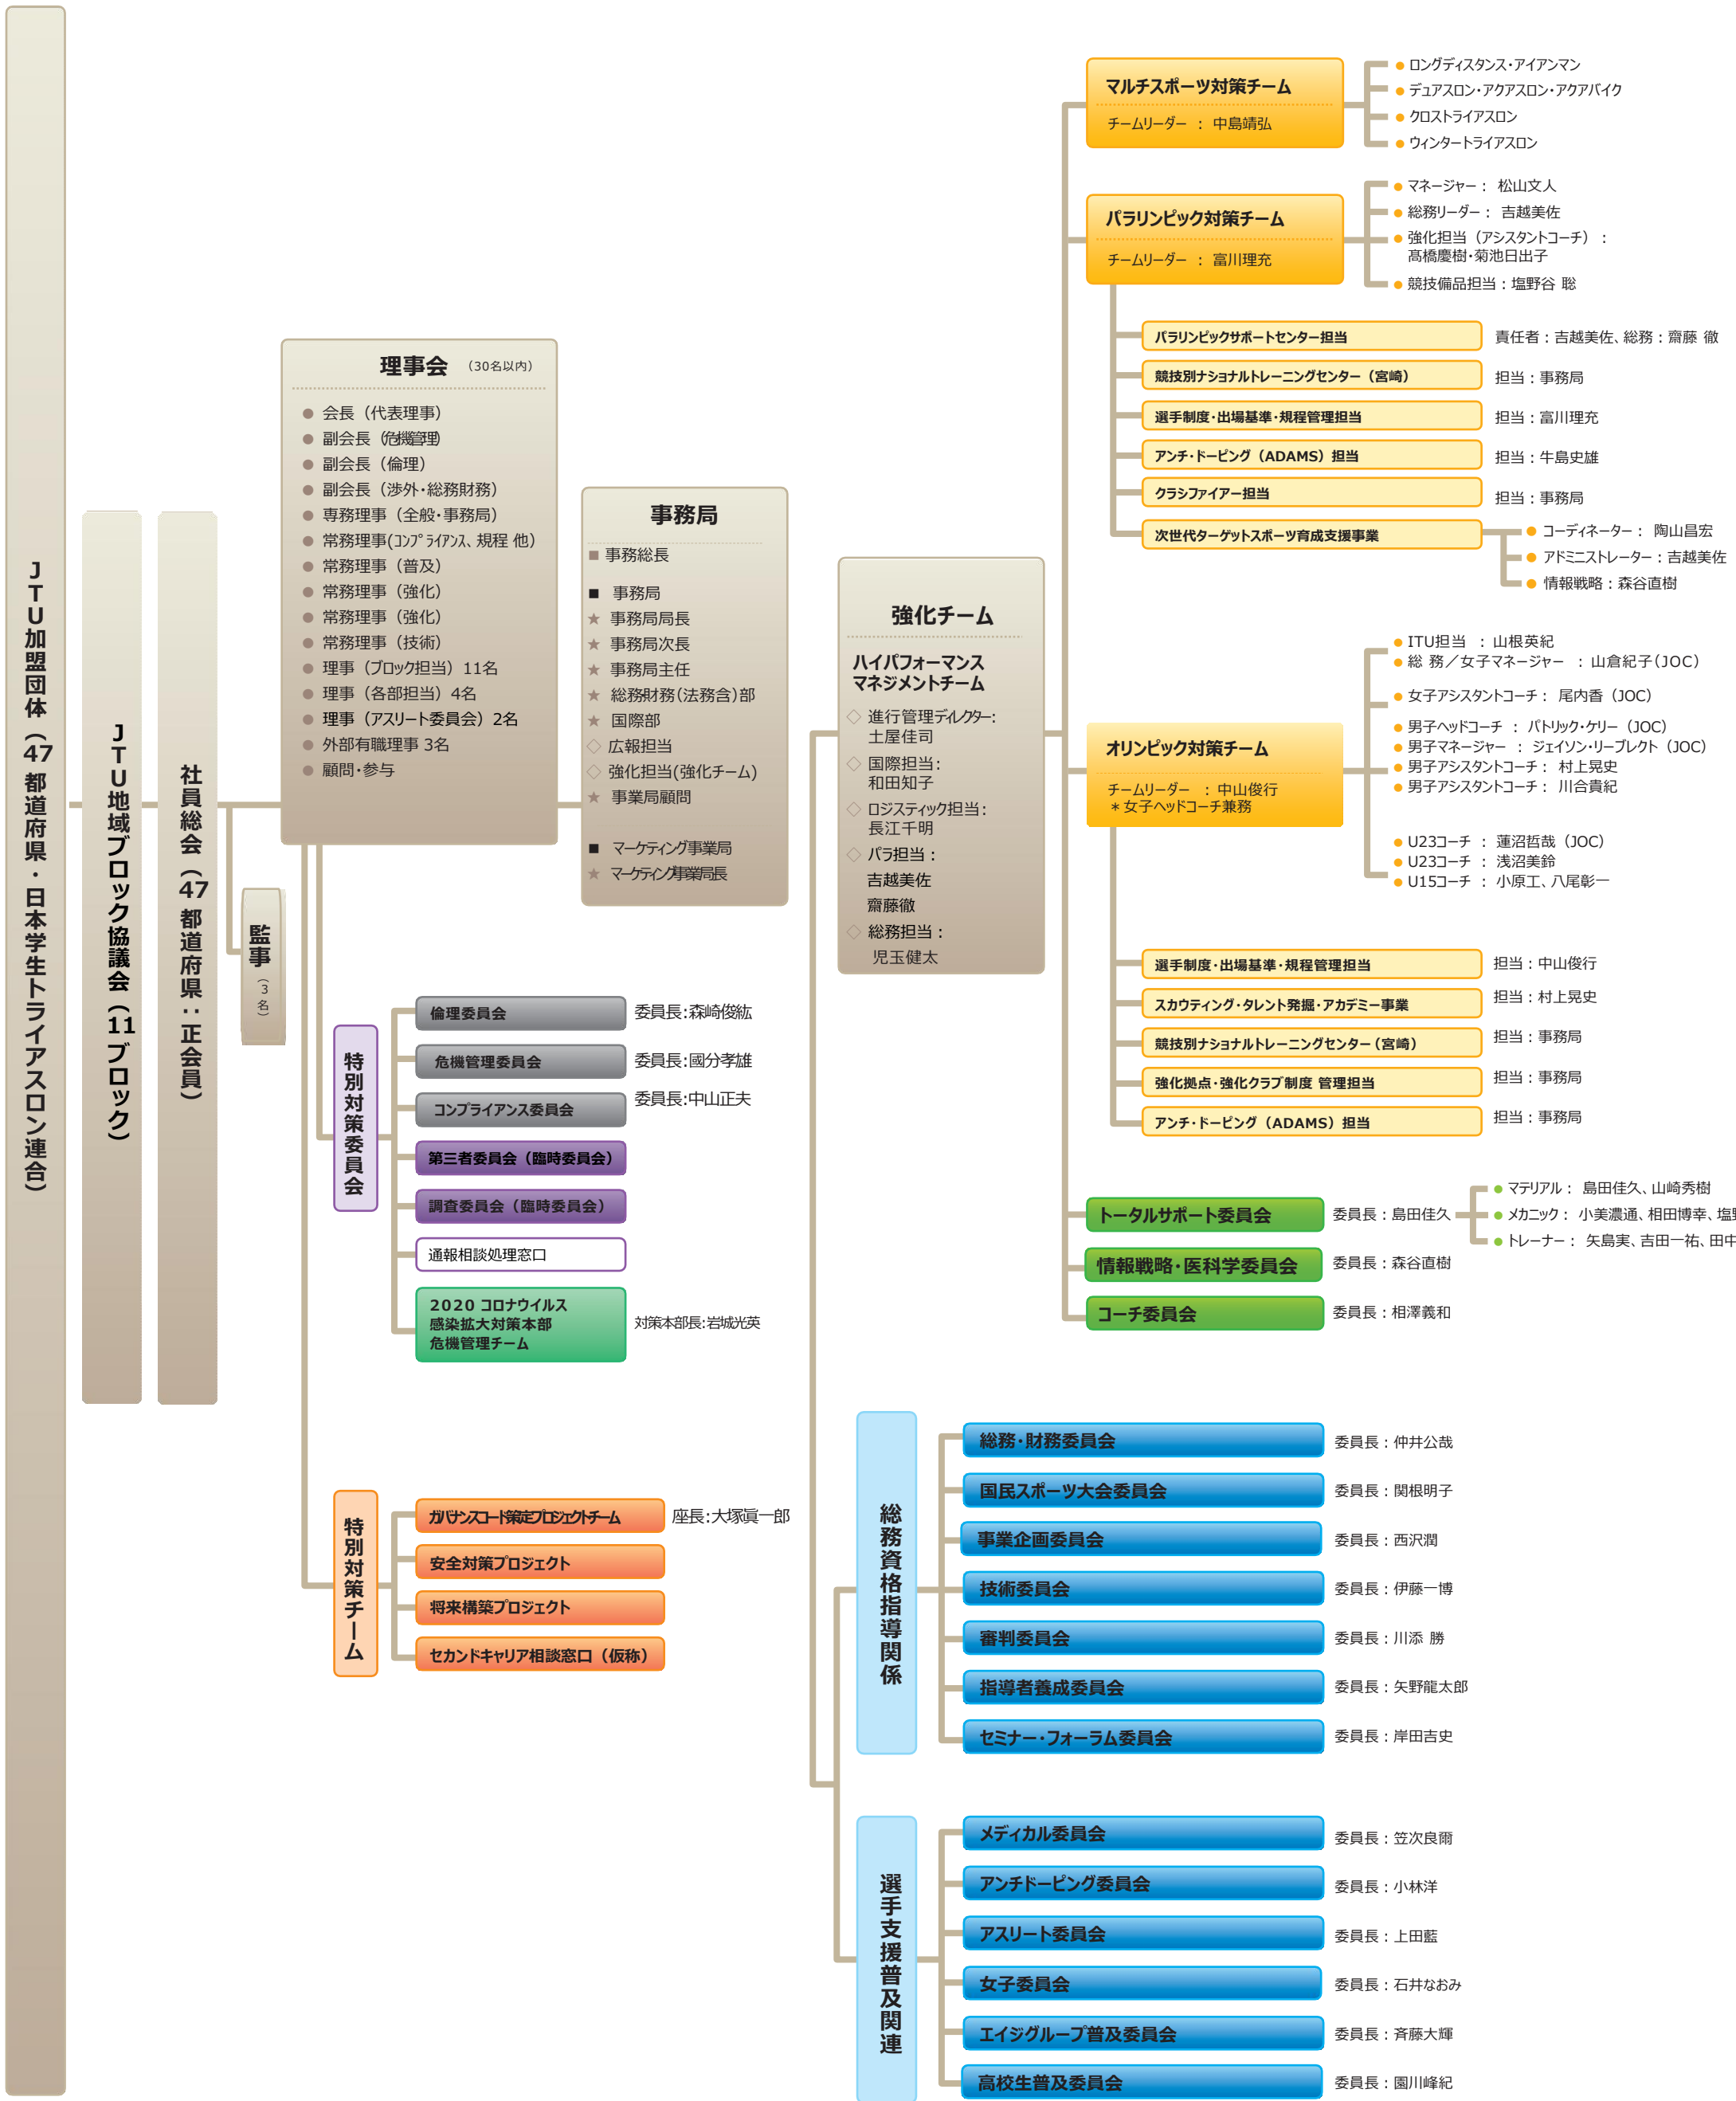 JTU加盟団体（47都道府県・日本学生トライアスロン連合）
JTU地域ブロック協議会（11ブロック）
社員総会（47都道府県：正会員）
監事（3名）
理事会（30名以内）
● 会長（代表理事）
● 副会長（危機管理）
● 副会長（倫理）
● 副会長（渉外・総務財務）
● 専務理事（全般・事務局）
● 常務理事(コンプライアンス、規程 他）
● 常務理事（普及）
● 常務理事（強化）
● 常務理事（強化）
● 常務理事（技術）
● 理事（ブロック担当）11名
● 理事（各部担当）4名
● 理事（アスリート委員会）2名
● 外部有職理事 3名
● 顧問・参与
事務局
■ 事務総長
■ 事務局
★ 事務局局長
★ 事務局次長
★ 事務局主任
★ 総務財務(法務含)部
★ 国際部
◇ 広報担当
◇ 強化担当(強化チーム)
★ 事業局顧問
■ マーケティング事業局
★ マーケティング事業局長
特別対策委員会
倫理委員会 委員長:森崎俊紘
危機管理委員会 委員長:國分孝雄
コンプライアンス委員会 委員長:中山正夫
第三者委員会（臨時委員会）
調査委員会（臨時委員会）
通報相談処理窓口
2020 コロナウイルス
感染拡大対策本部
危機管理チーム
対策本部長:岩城光英
特別対策チーム
ガバナンスコード策定プロジェクトチーム 座長:大塚眞一郎
安全対策プロジェクト
将来構築プロジェクト
セカンドキャリア相談窓口（仮称）
強化チーム
ハイパフォーマンス
マネジメントチーム
◇ 進行管理ディレクター:
土屋佳司
◇ 国際担当:
和田知子
◇ ロジスティック担当:
長江千明
◇ パラ担当：
吉越美佐
齋藤徹
◇ 総務担当：
児玉健太
マルチスポーツ対策チーム
チームリーダー ： 中島靖弘
● ロングディスタンス・アイアンマン
● デュアスロン・アクアスロン・アクアバイク
● クロストライアスロン
● ウィンタートライアスロン
パラリンピック対策チーム
チームリーダー ： 富川理充
● マネージャー： 松山文人
● 総務リーダー： 吉越美佐
● 強化担当（アシスタントコーチ）：
髙橋慶樹・菊池日出子
● 競技備品担当：塩野谷 聡
パラリンピックサポートセンター担当 責任者：吉越美佐、総務：齋藤 徹
競技別ナショナルトレーニングセンター（宮崎） 担当：事務局
選手制度・出場基準・規程管理担当 担当：富川理充
アンチ・ドーピング（ADAMS）担当 担当：牛島史雄
クラシファイアー担当 担当：事務局
次世代ターゲットスポーツ育成支援事業
● コーディネーター： 陶山昌宏
● アドミニストレーター：吉越美佐
● 情報戦略：森谷直樹
オリンピック対策チーム
チームリーダー ：中山俊行
＊女子ヘッドコーチ兼務
● ITU担当 ：山根英紀
● 総 務／女子マネージャー ：山倉紀子（JOC）
● 女子アシスタントコーチ： 尾内香（JOC）
● 男子ヘッドコーチ ： パトリック・ケリー（JOC）
● 男子マネージャー ： ジェイソン・リーブレクト（JOC）
● 男子アシスタントコーチ： 村上晃史
● 男子アシスタントコーチ： 川合貴紀
● U23コーチ ： 蓮沼哲哉（JOC）
● U23コーチ ： 浅沼美鈴
● U15コーチ ： 小原工、八尾彰一
選手制度・出場基準・規程管理担当 担当：中山俊行
スカウティング・タレント発掘・アカデミー事業 担当：村上晃史
競技別ナショナルトレーニングセンター（宮崎） 担当：事務局
強化拠点・強化クラブ制度 管理担当 担当：事務局
アンチ・ドーピング（ADAMS）担当 担当：事務局
トータルサポート委員会 委員長：島田佳久
● マテリアル： 島田佳久、山崎秀樹
● メカニック： 小美濃通、相田博幸、塩
● トレーナー： 矢島実、吉田一祐、田中
情報戦略・医科学委員会 委員長：森谷直樹
コーチ委員会 委員長：相澤義和
総務資格指導関係
総務・財務委員会 委員長：仲井公哉
国民スポーツ大会委員会 委員長：関根明子
事業企画委員会 委員長：西沢潤
技術委員会 委員長：伊藤一博
審判委員会 委員長：川添 勝
指導者養成委員会 委員長：矢野龍太郎
セミナー・フォーラム委員会 委員長：岸田吉史
選手支援普及関連
メディカル委員会 委員長：笠次良爾
アンチドーピング委員会 委員長：小林洋
アスリート委員会 委員長：上田藍
女子委員会 委員長：石井なおみ
エイジグループ普及委員会 委員長：斉藤大輝
高校生普及委員会 委員長：園川峰紀